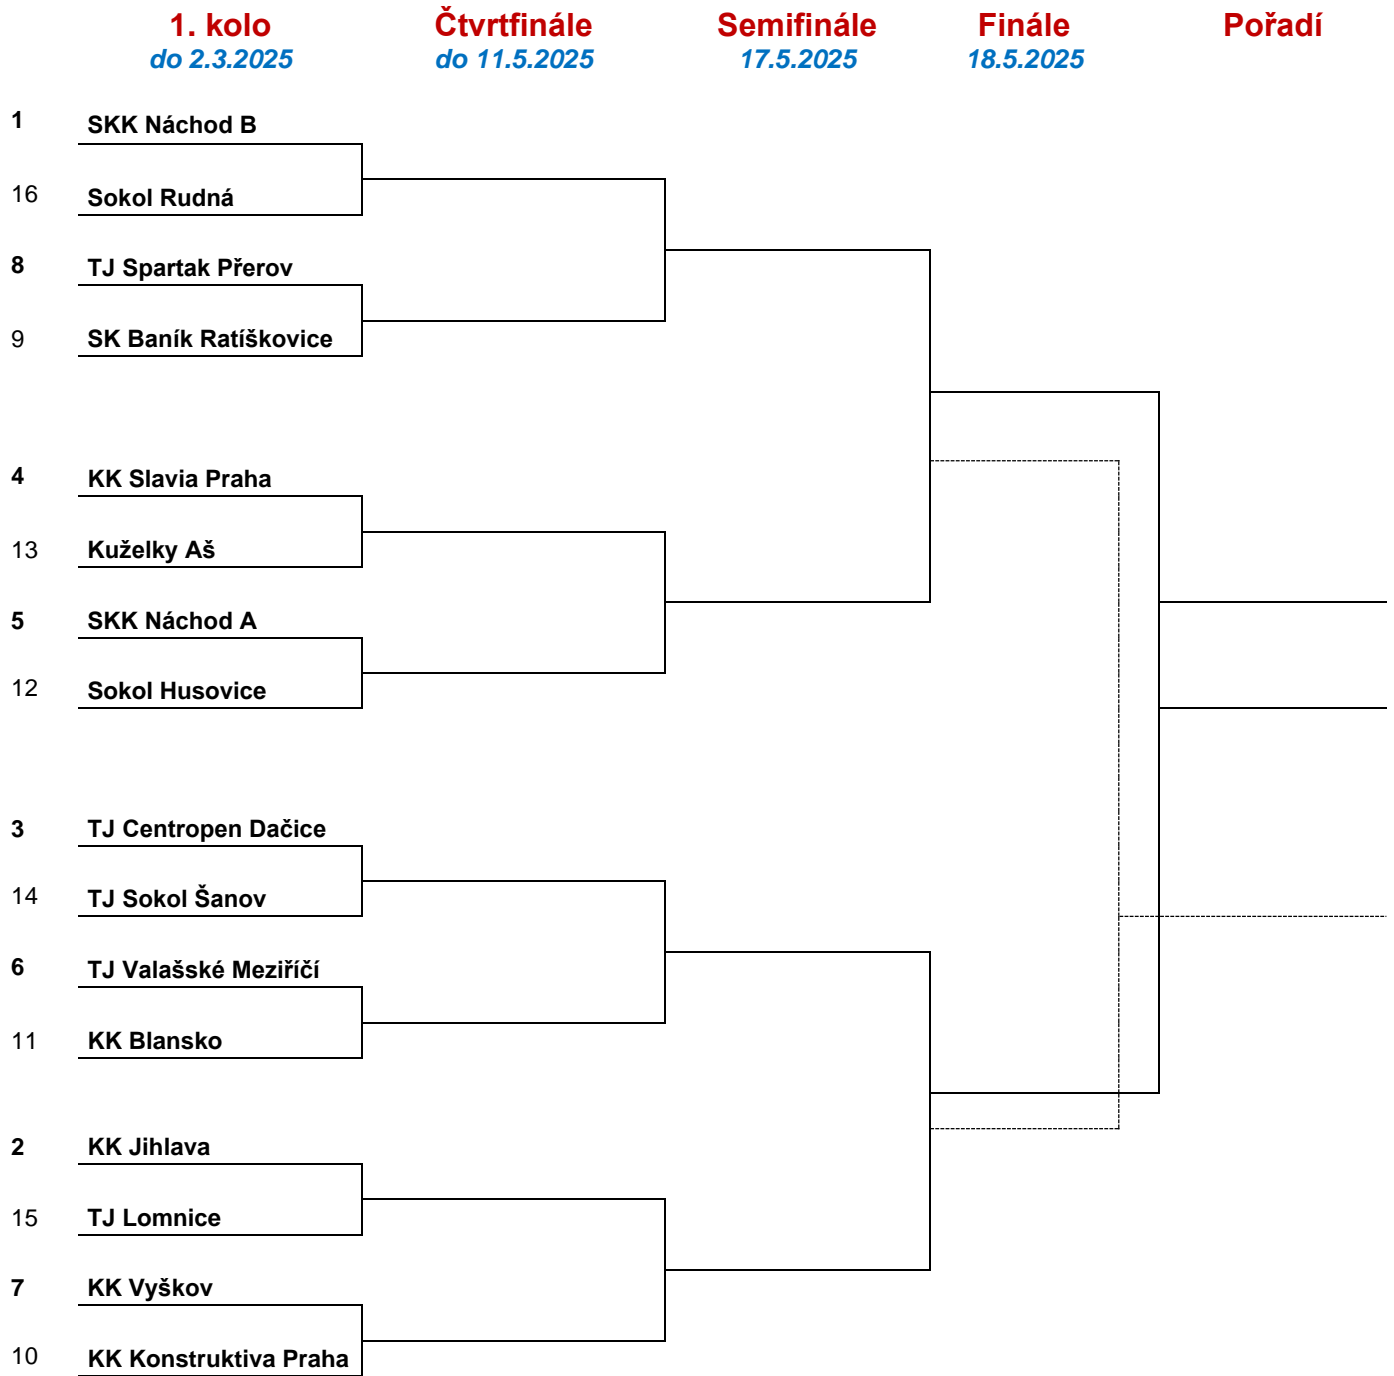 1. kolo Čtvrtfinále Semifinále Finále Pořadí
do 2.3.2025 do 11.5.2025 17.5.2025 18.5.2025
1 SKK Náchod B
16 Sokol Rudná
8 TJ Spartak Přerov
9 SK Baník Ratíškovice
4 KK Slavia Praha
13 Kuželky Aš
5 SKK Náchod A
12 Sokol Husovice
3 TJ Centropen Dačice
14 TJ Sokol Šanov
6 TJ Valašské Meziříčí
11 KK Blansko
2 KK Jihlava
15 TJ Lomnice
7 KK Vyškov
10 KK Konstruktiva Praha